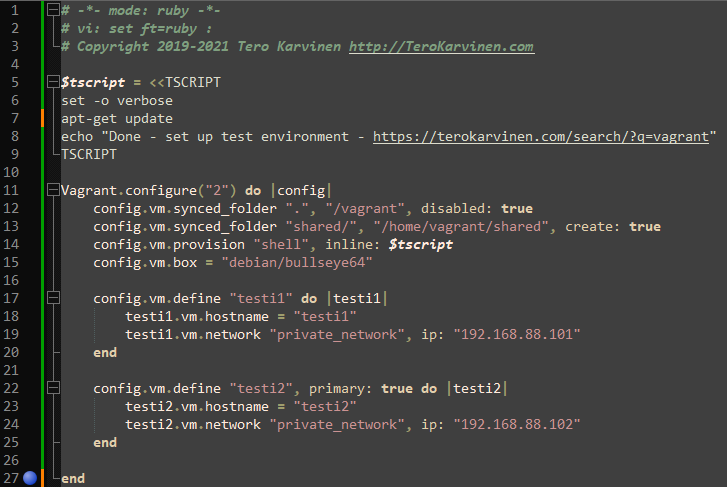 1 # -*- mode: ruby -*-
2 # vi: set ft=ruby :
3 # Copyright 2019-2021 Tero Karvinen http://TeroKarvinen.com
4
5 $tscript = <<TSCRIPT
6 set -o verbose
7 apt-get update
8 echo "Done - set up test environment - https://terokarvinen.com/search/?q=vagrant"
9 TSCRIPT
10
11 Vagrant.configure("2") do |config|
12     config.vm.synced_folder ".", "/vagrant", disabled: true
13     config.vm.synced_folder "shared/", "/home/vagrant/shared", create: true
14     config.vm.provision "shell", inline: $tscript
15     config.vm.box = "debian/bullseye64"
16
17     config.vm.define "testi1" do |testi1|
18         testi1.vm.hostname = "testi1"
19         testi1.vm.network "private_network", ip: "192.168.88.101"
20     end
21
22     config.vm.define "testi2", primary: true do |testi2|
23         testi2.vm.hostname = "testi2"
24         testi2.vm.network "private_network", ip: "192.168.88.102"
25     end
26
27 end